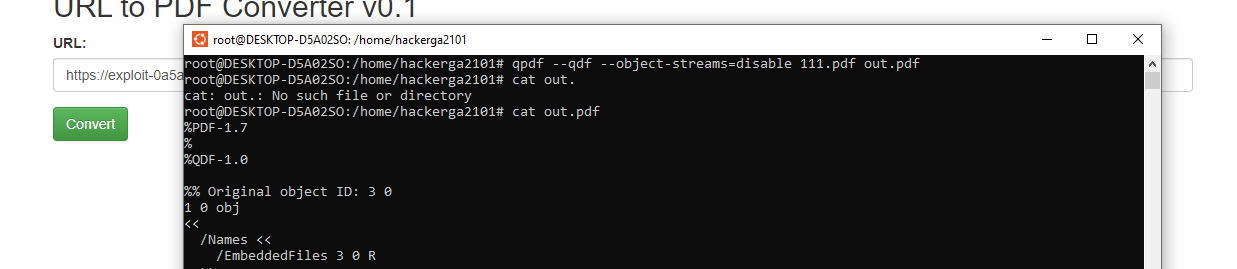 URL to PDF Converter v0.1
URL:
https://exploit-0a5a
Convert
root@DESKTOP-D5A02SO: /home/hackerga2101
root@DESKTOP-D5A02SO:/home/hackerga2101# qpdf --qdf --object-streams=disable 111.pdf out.pdf
root@DESKTOP-D5A02SO:/home/hackerga2101# cat out.
cat: out.: No such file or directory
root@DESKTOP-D5A02SO:/home/hackerga2101# cat out.pdf
%PDF-1.7
%
%QDF-1.0
%% Original object ID: 3 0
1 0 obj
<<
/Names <<
/EmbeddedFiles 3 0 R